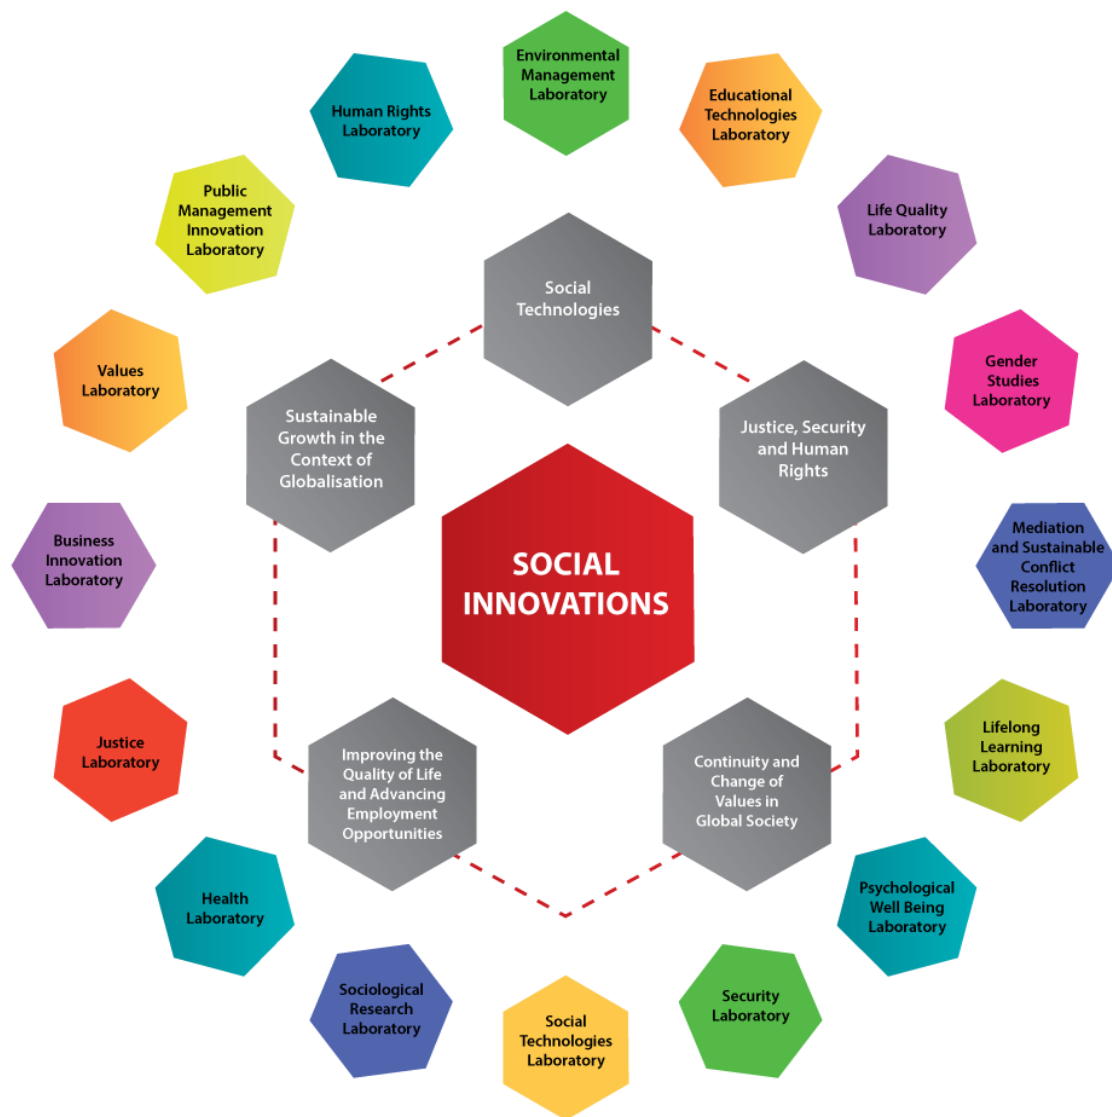 Environmental
Management
Laboratory
Educational
Technologies
Laboratory
Life Quality
Laboratory
Gender
Studies
Laboratory
Mediation
and Sustainable
Conflict
Resolution
Laboratory
Lifelong
Learning
Laboratory
Psychological
Well Being
Laboratory
Security
Laboratory
Social
Technologies
Laboratory
Sociological
Research
Laboratory
Health
Laboratory
Justice
Laboratory
Business
Innovation
Laboratory
Values
Laboratory
Public
Management
Innovation
Laboratory
Human Rights
Laboratory
Social
Technologies
Justice, Security
and Human
Rights
Continuity and
Change of
Values in
Global Society
Improving the
Quality of Life
and Advancing
Employment
Opportunities
Sustainable
Growth in the
Context of
Globalisation
SOCIAL
INNOVATIONS